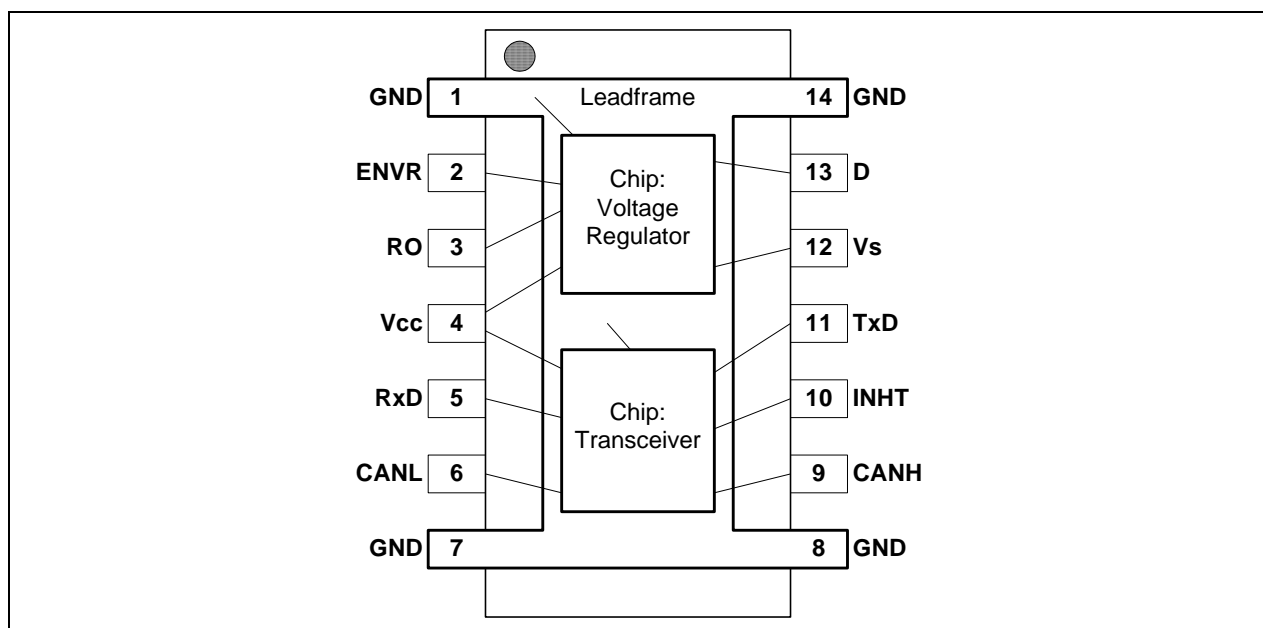 GND 1 Leadframe 14 GND
ENVR 2 13 D
Chip:
Voltage
Regulator
RO 3 12 Vs
Vcc 4 11 TxD
RxD 5 10 INHT
Chip:
Transceiver
CANL 6 9 CANH
GND 7 8 GND